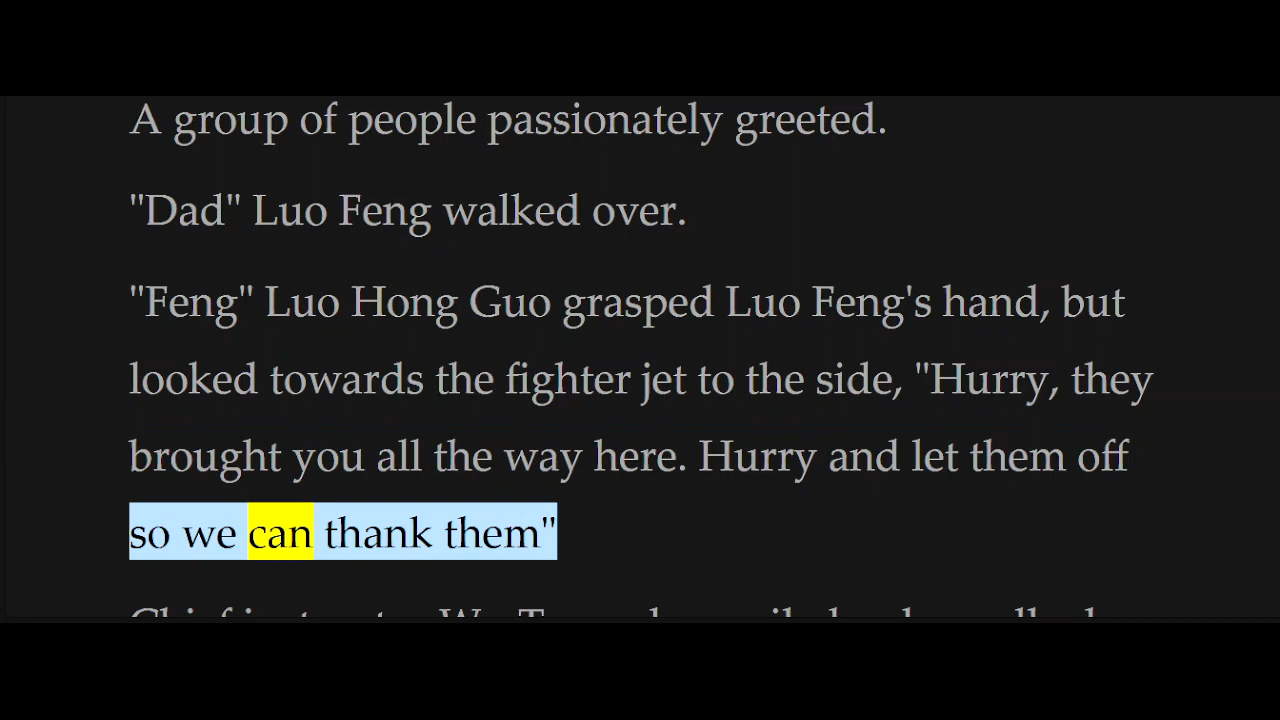 A group of people passionately greeted.
"Dad" Luo Feng walked over.
"Feng" Luo Hong Guo grasped Luo Feng's hand, but
looked towards the fighter jet to the side, "Hurry, they
brought you all the way here. Hurry and let them off
so we can thank them"